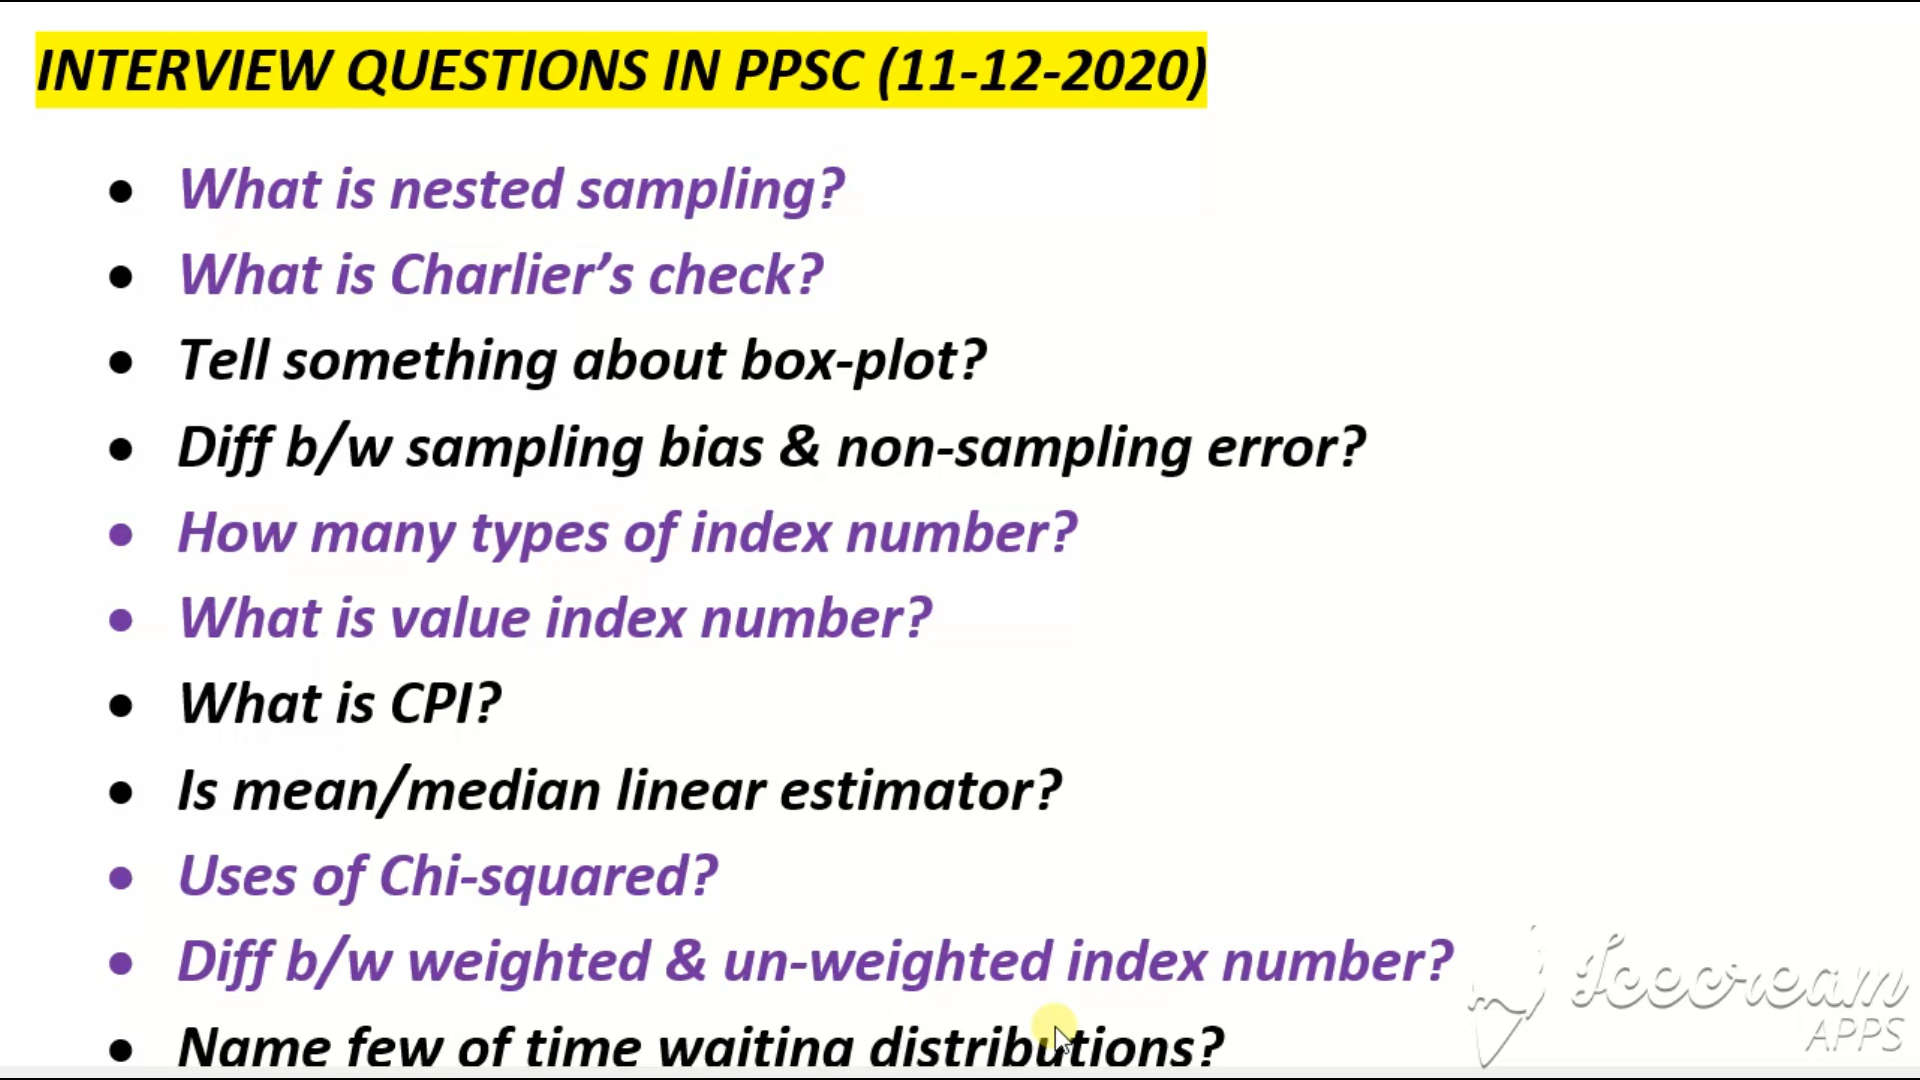 INTERVIEW QUESTIONS IN PPSC (11-12-2020)
• What is nested sampling?
• What is Charlier’s check?
• Tell something about box-plot?
• Diff b/w sampling bias & non-sampling error?
• How many types of index number?
• What is value index number?
• What is CPI?
• Is mean/median linear estimator?
• Uses of Chi-squared?
• Diff b/w weighted & un-weighted index number?
• Name few of time waiting distributions?
Icecream
APPS